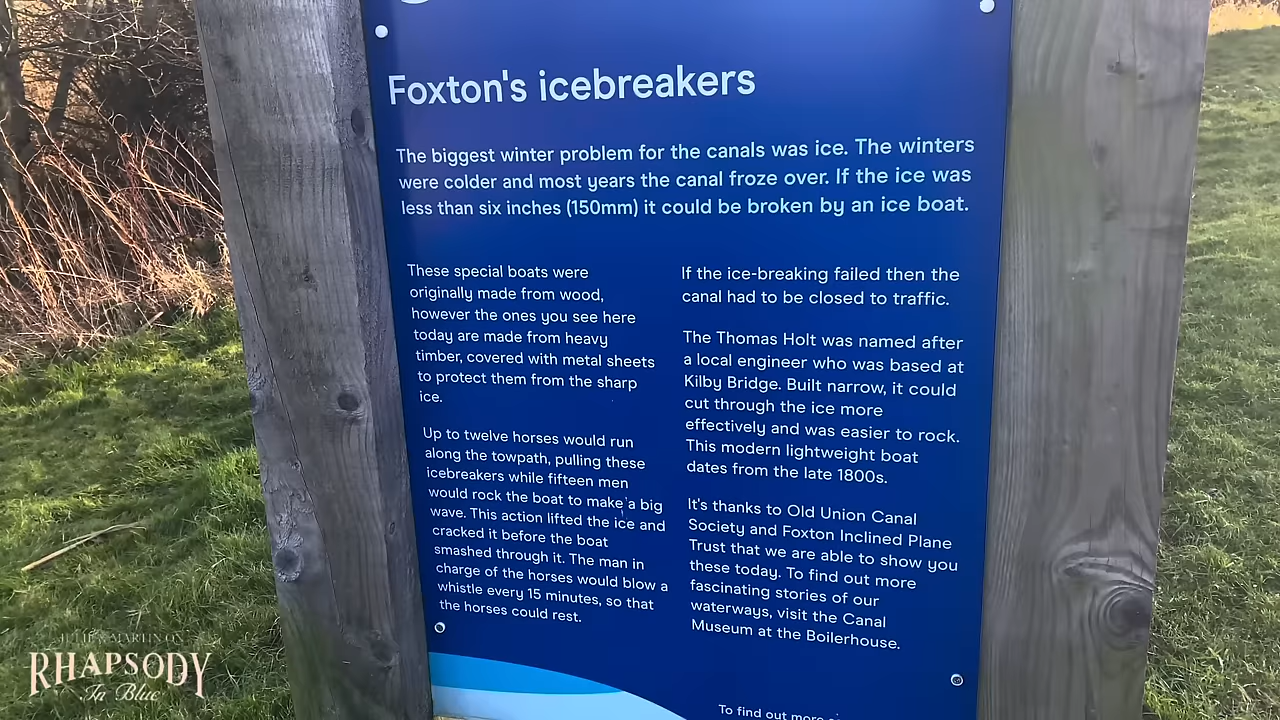 Foxton's icebreakers
The biggest winter problem for the canals was ice. The winters
were colder and most years the canal froze over. If the ice was
less than six inches (150mm) it could be broken by an ice boat.
These special boats were
originally made from wood,
however the ones you see here
today are made from heavy
timber, covered with metal sheets
to protect them from the sharp
ice.
Up to twelve horses would run
along the towpath, pulling these
icebreakers while fifteen men
would rock the boat to make a big
wave. This action lifted the ice and
cracked it before the boat
smashed through it. The man in
charge of the horses would blow a
whistle every 15 minutes, so that
the horses could rest.
If the ice-breaking failed then the
canal had to be closed to traffic.
The Thomas Holt was named after
a local engineer who was based at
Kilby Bridge. Built narrow, it could
cut through the ice more
effectively and was easier to rock.
This modern lightweight boat
dates from the late 1800s.
It's thanks to Old Union Canal
Society and Foxton Inclined Plane
Trust that we are able to show you
these today. To find out more
fascinating stories of our
waterways, visit the Canal
Museum at the Boilerhouse.
To find out more
MARTIN ON
RHAPSODY
In Blue